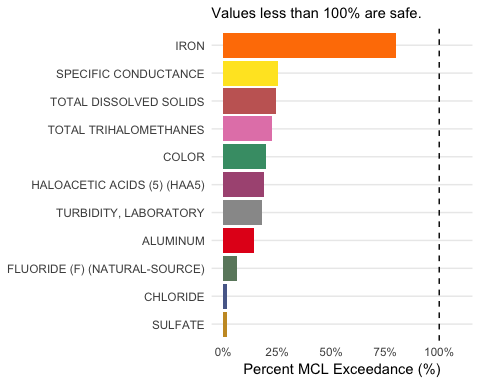 Values less than 100% are safe.
IRON
SPECIFIC CONDUCTANCE
TOTAL DISSOLVED SOLIDS
TOTAL TRIHALOMETHANES
COLOR
HALOACETIC ACIDS (5) (HAA5)
TURBIDITY, LABORATORY
ALUMINUM
FLUORIDE (F) (NATURAL-SOURCE)
CHLORIDE
SULFATE
0% 25% 50% 75% 100%
Percent MCL Exceedance (%)